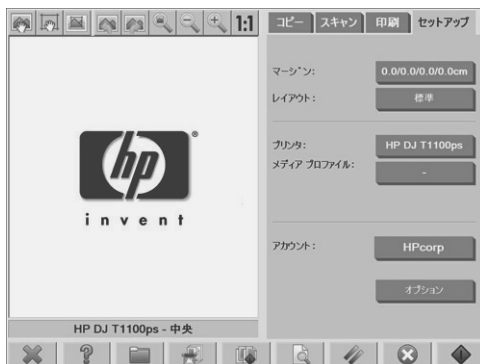 1:1
コピー スキャン 印刷 セットアップ
マージン: 0.0/0.0/0.0/0.0cm
レイアウト: 標準
プリンタ: HP DJ T1100ps
メディア プロファイル: -
アカウント: HPcorp
オプション
hp
®
invent
HP DJ T1100ps - 中央
?